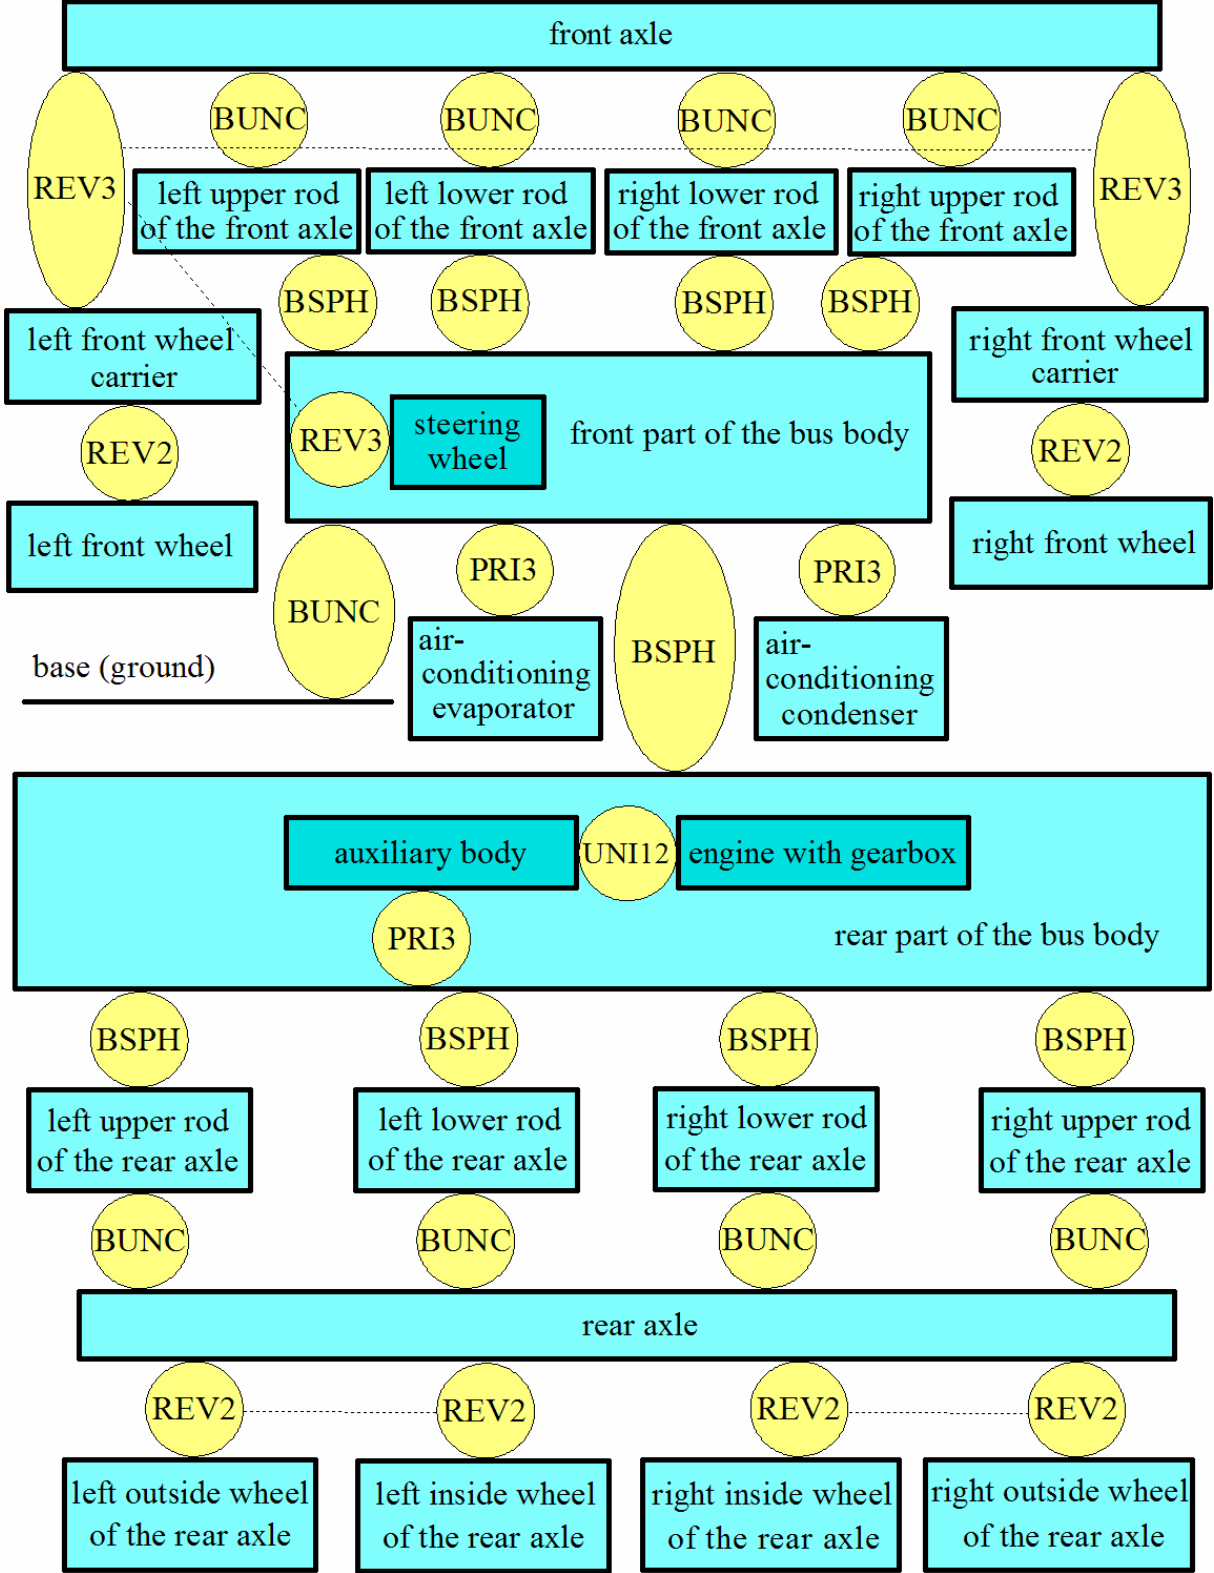 front axle
BUNC BUNC BUNC BUNC
REV3 REV3
left upper rod
of the front axle
left lower rod
of the front axle
right lower rod
of the front axle
right upper rod
of the front axle
BSPH BSPH BSPH BSPH
left front wheel
carrier
right front wheel
carrier
REV3
steering
wheel
front part of the bus body
REV2 REV2
left front wheel
right front wheel
BUNC
PRI3
BSPH
PRI3
base (ground)
air-
conditioning
evaporator
air-
conditioning
condenser
auxiliary body
UNI12
engine with gearbox
PRI3
rear part of the bus body
BSPH BSPH BSPH BSPH
left upper rod
of the rear axle
left lower rod
of the rear axle
right lower rod
of the rear axle
right upper rod
of the rear axle
BUNC BUNC BUNC BUNC
rear axle
REV2 REV2 REV2 REV2
left outside wheel
of the rear axle
left inside wheel
of the rear axle
right inside wheel
of the rear axle
right outside wheel
of the rear axle